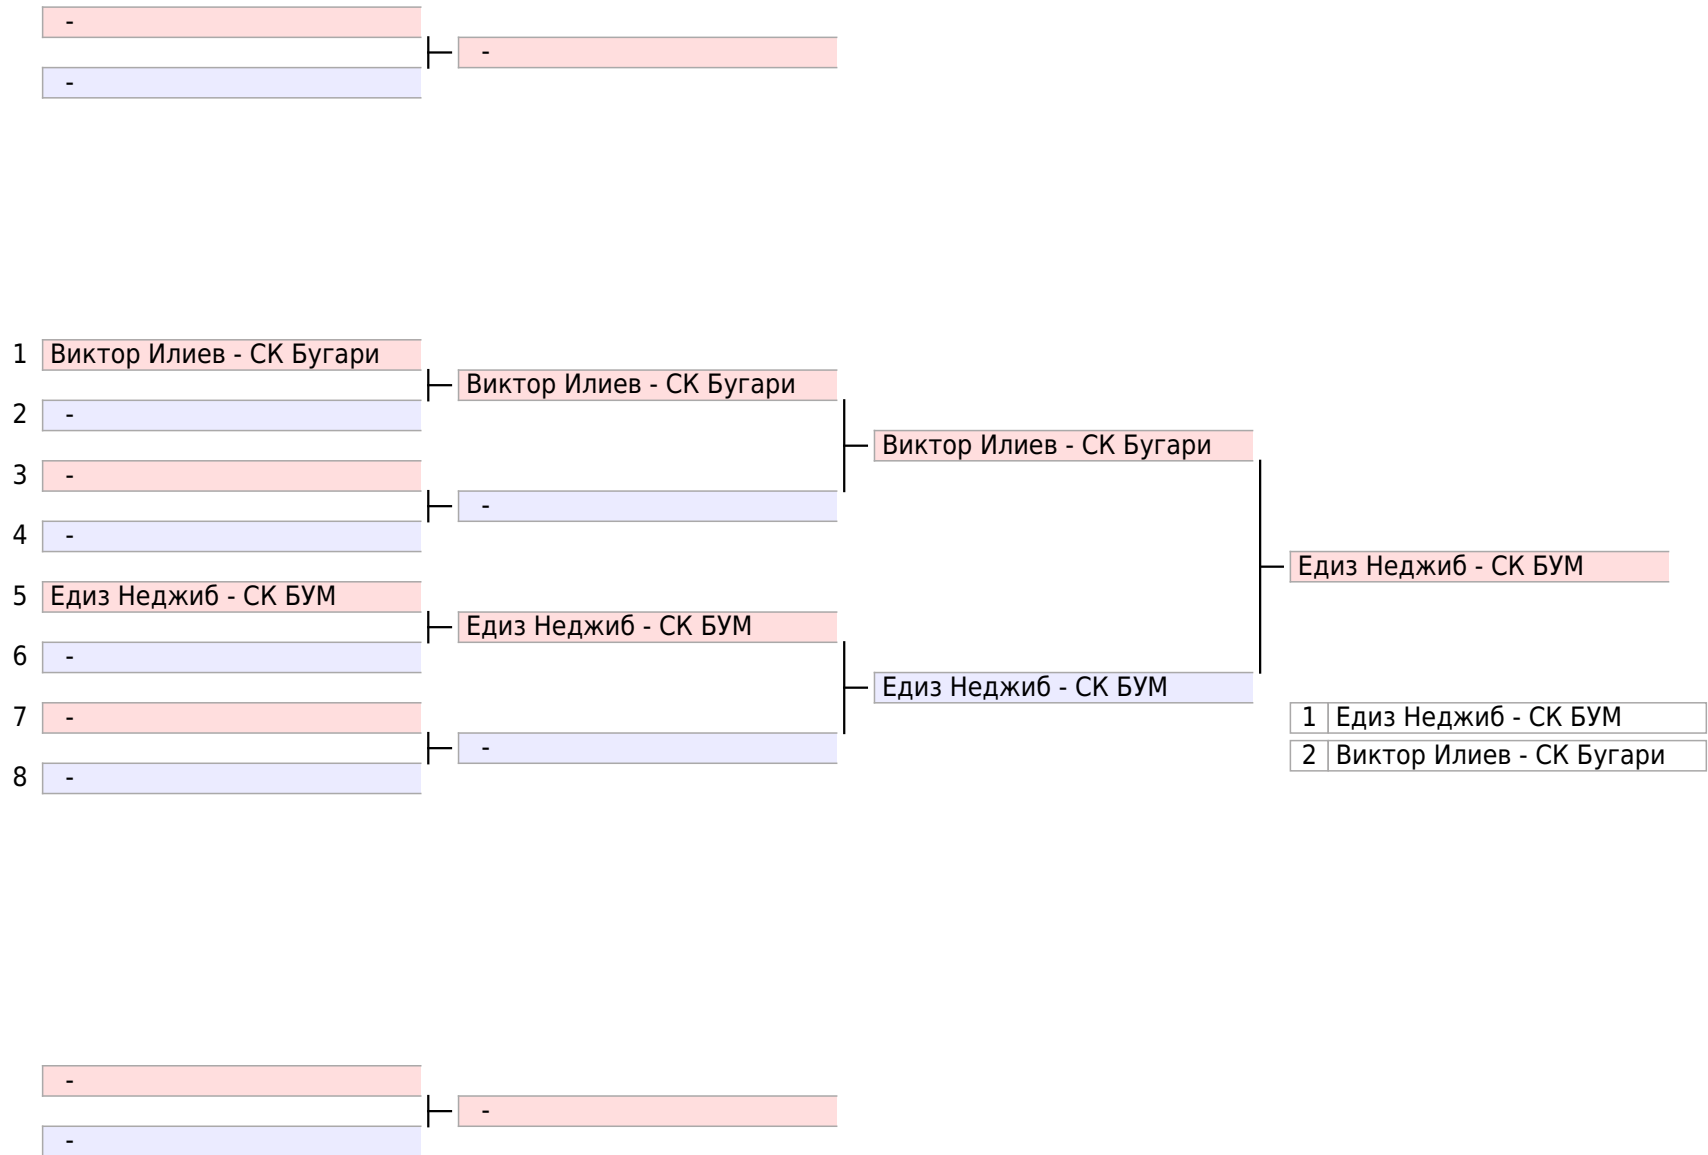 -
-
-
1 Виктор Илиев - СК Бугари
Виктор Илиев - СК Бугари
2 -
Виктор Илиев - СК Бугари
3 -
-
4 -
Едиз Неджиб - СК БУМ
5 Едиз Неджиб - СК БУМ
Едиз Неджиб - СК БУМ
6 -
Едиз Неджиб - СК БУМ
7 -
1 Едиз Неджиб - СК БУМ
-
2 Виктор Илиев - СК Бугари
8 -
-
-
-